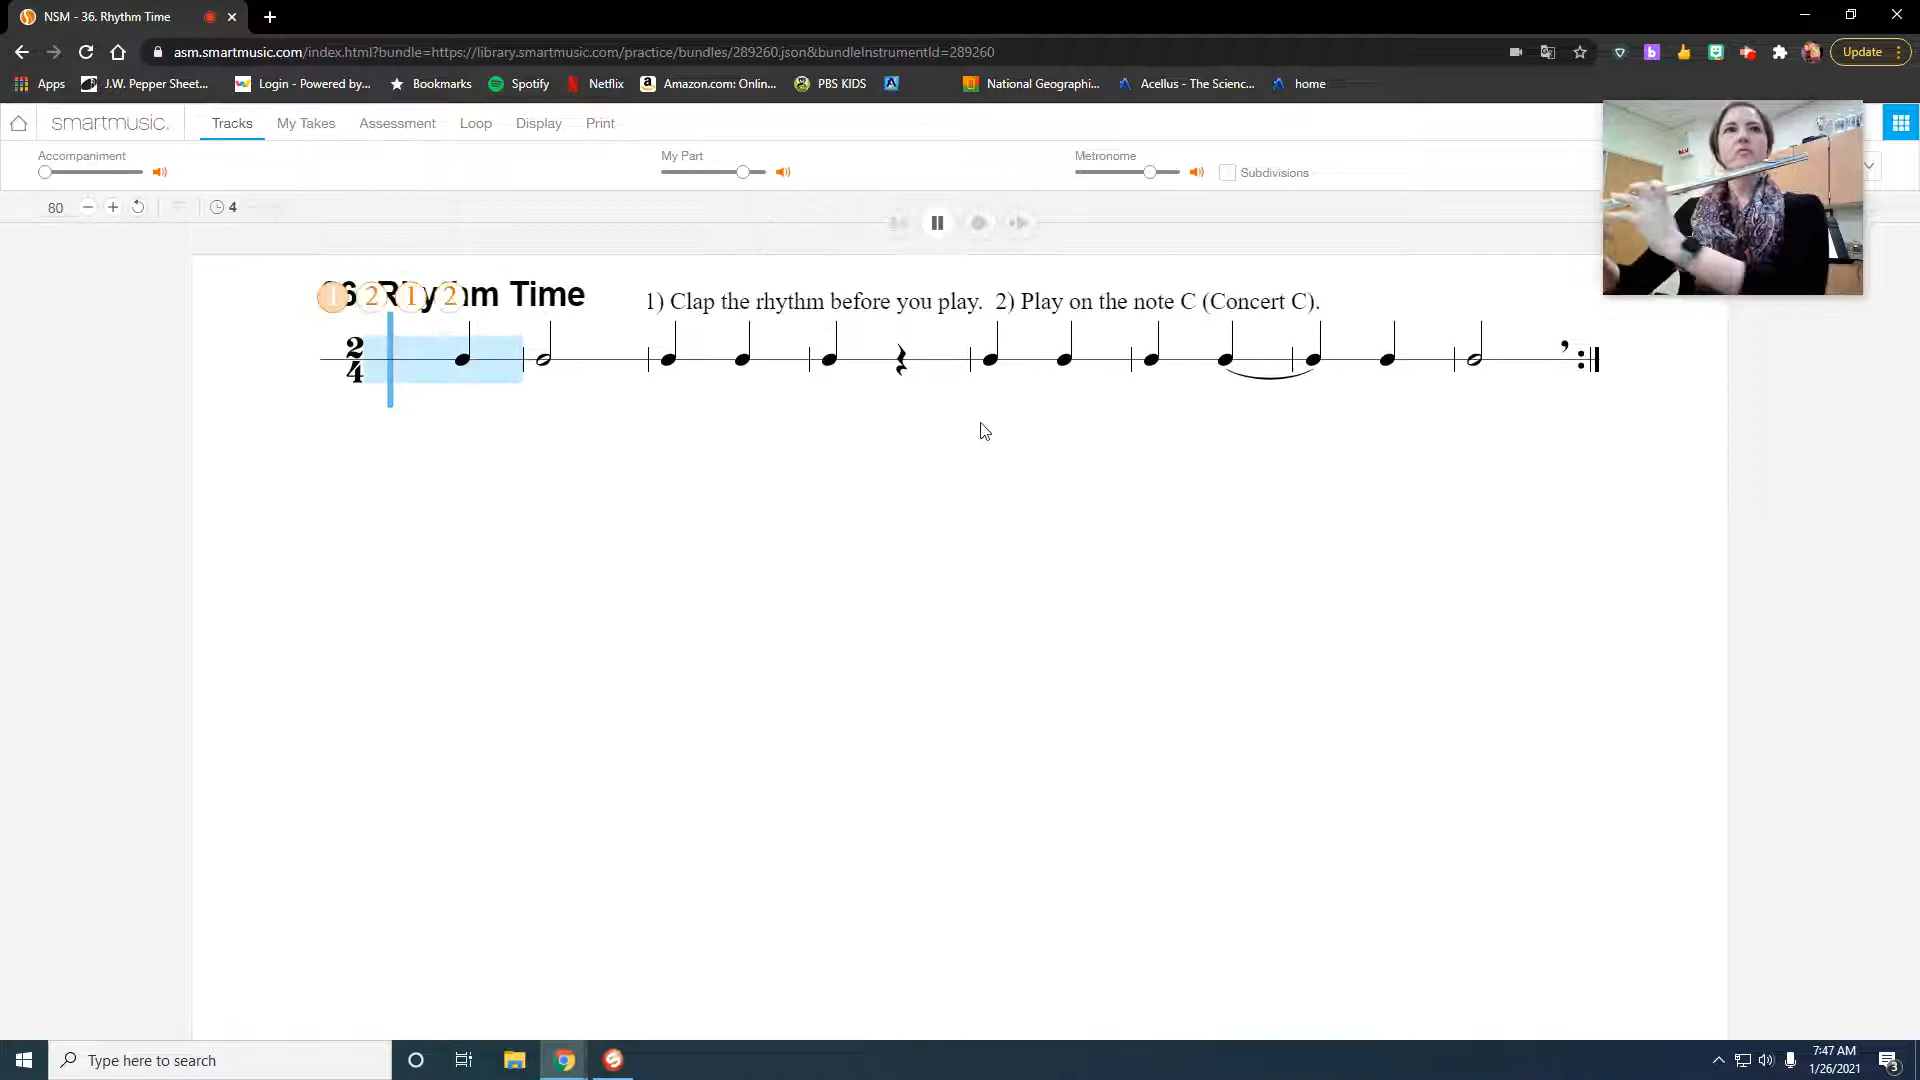 NSM - 36. Rhythm Time
asm.smartmusic.com/index.html?bundle=https://library.smartmusic.com/practice/bundles/289260.json&bundleInstrumentId=289260
Update
Apps J.W. Pepper Sheet... Login - Powered by... Bookmarks Spotify Netflix Amazon.com: Onlin... PBS KIDS National Geographi... Acellus - The Scienc... home
smartmusic. Tracks My Takes Assessment Loop Display Print
Accompaniment My Part Metronome Subdivisions
80 4
36. Rhythm Time 1) Clap the rhythm before you play. 2) Play on the note C (Concert C).
1 2 1 2
2
4
Type here to search
7:47 AM
1/26/2021
3